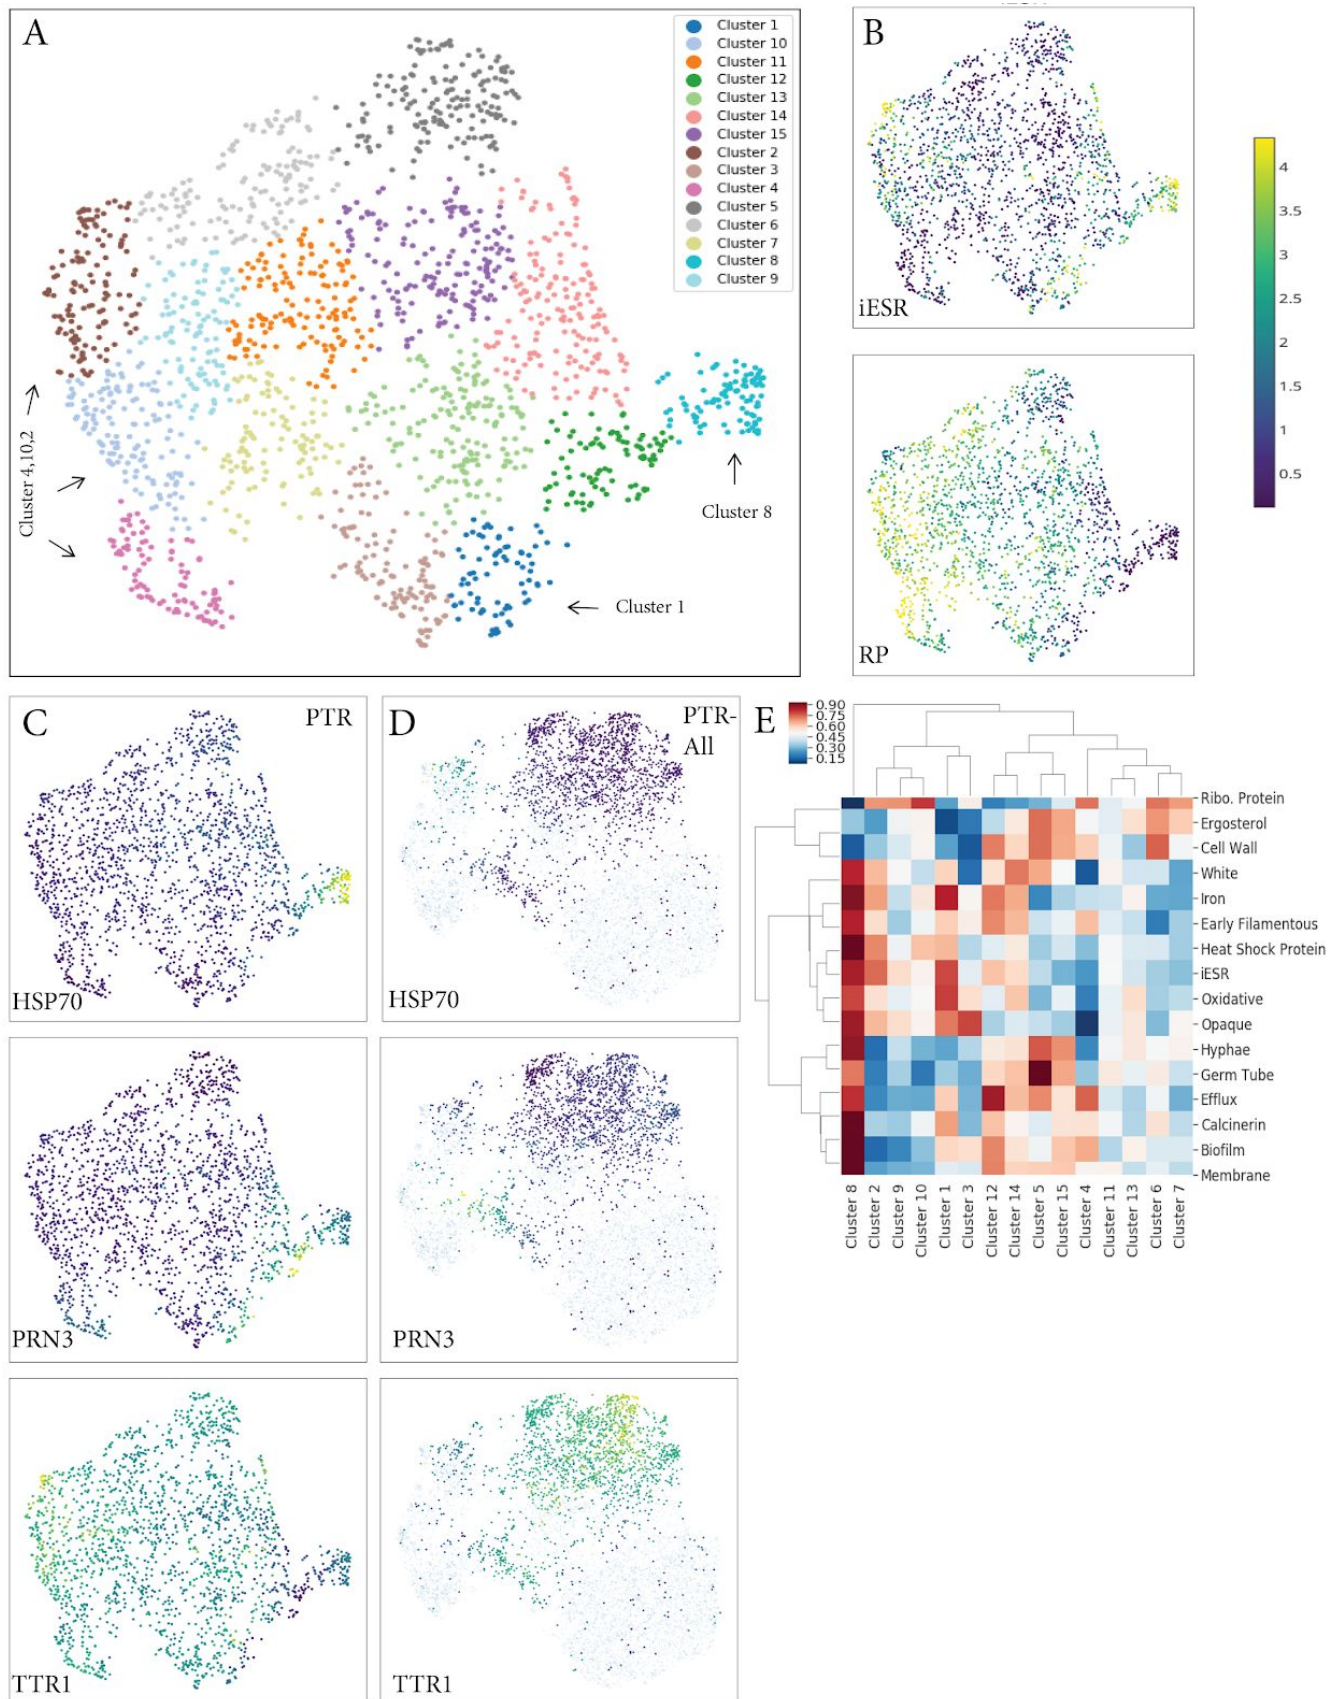 A
Cluster 1
Cluster 10
Cluster 11
Cluster 12
Cluster 13
Cluster 14
Cluster 15
Cluster 2
Cluster 3
Cluster 4
Cluster 5
Cluster 6
Cluster 7
Cluster 8
Cluster 9
Cluster 4,10,2
Cluster 8
Cluster 1
B
iESR
RP
4
3.5
3
2.5
2
1.5
1
0.5
C
PTR
HSP70
PRN3
TTR1
D
PTR-
All
HSP70
PRN3
TTR1
E
0.90
0.75
0.60
0.45
0.30
0.15
Ribo. Protein
Ergosterol
Cell Wall
White
Iron
Early Filamentous
Heat Shock Protein
iESR
Oxidative
Opaque
Hyphae
Germ Tube
Efflux
Calcinerin
Biofilm
Membrane
Cluster 8
Cluster 2
Cluster 9
Cluster 10
Cluster 1
Cluster 3
Cluster 12
Cluster 14
Cluster 5
Cluster 15
Cluster 4
Cluster 11
Cluster 13
Cluster 6
Cluster 7